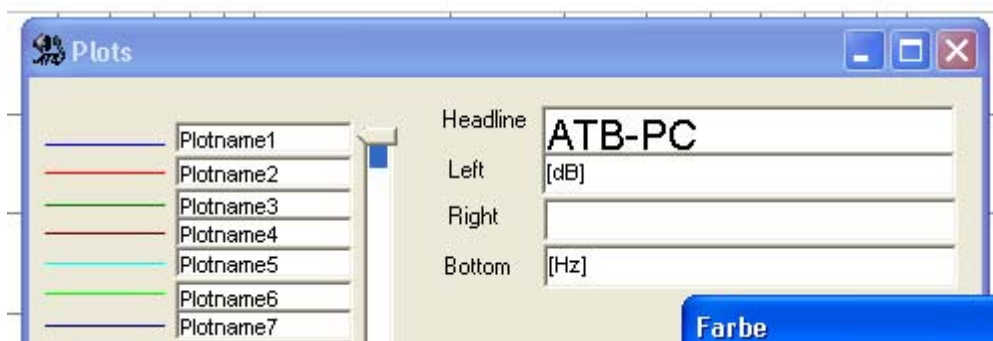 Plots
Plotname1
Plotname2
Plotname3
Plotname4
Plotname5
Plotname6
Plotname7
Headline ATB-PC
Left [dB]
Right
Bottom [Hz]
Farbe